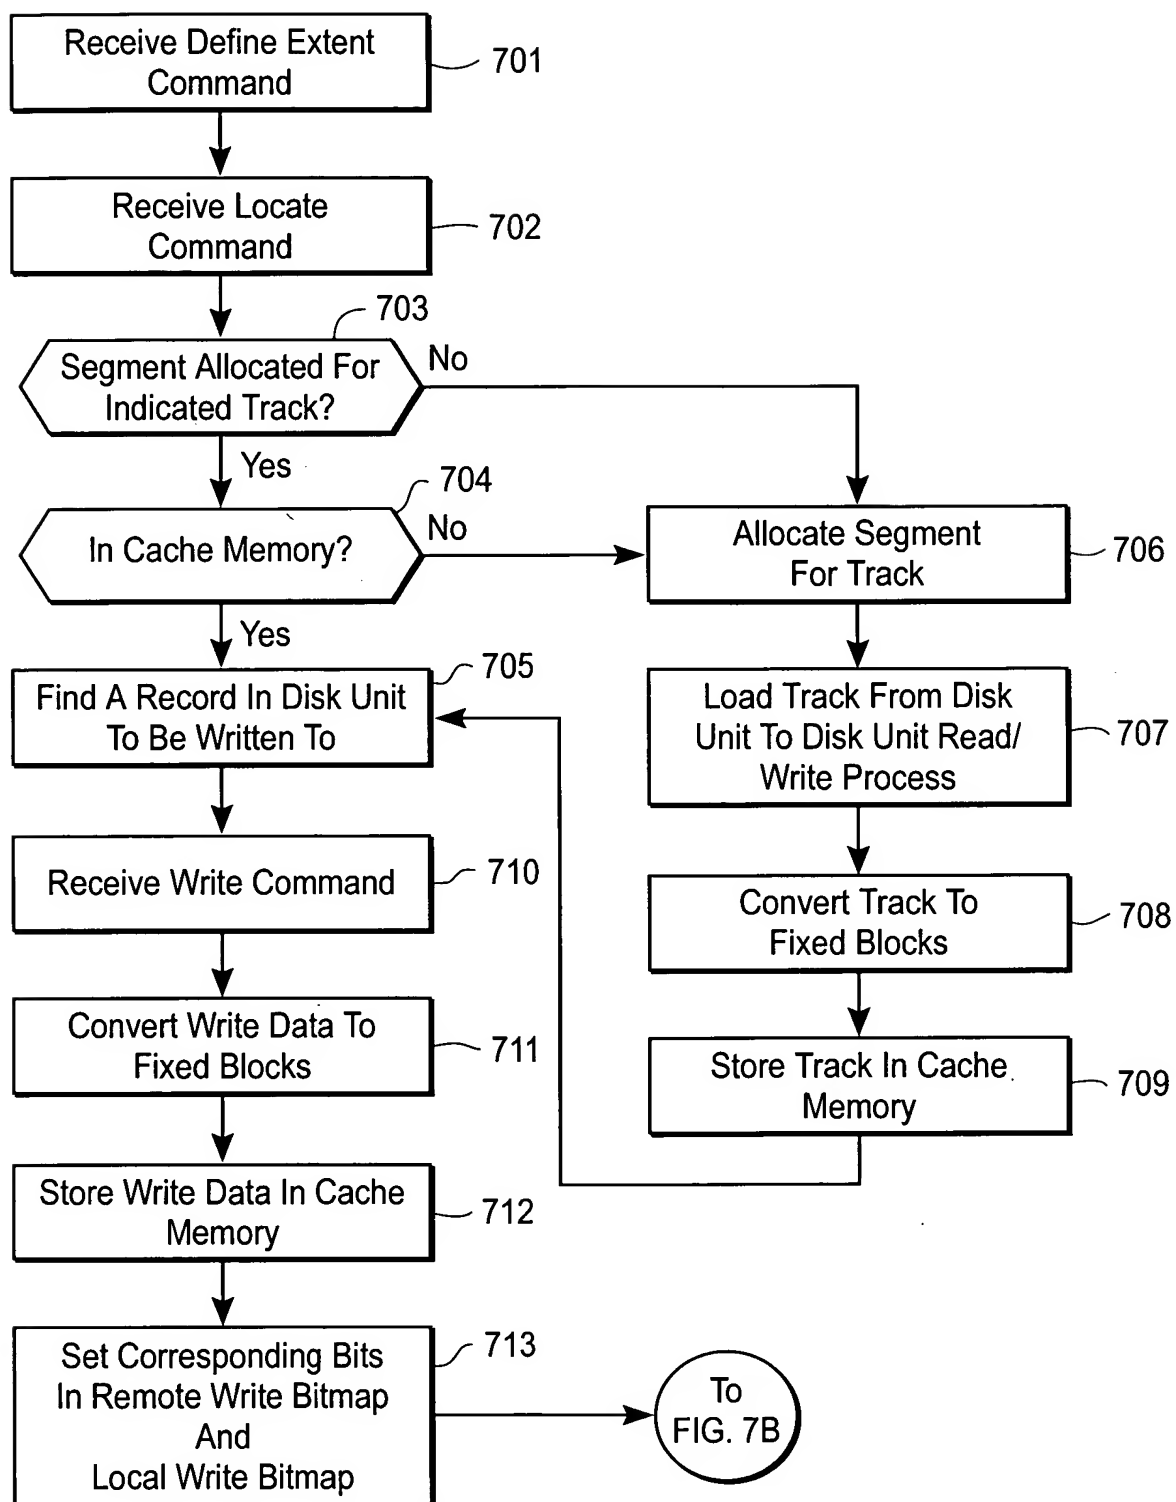 Receive Define Extent
Command
701
Receive Locate
Command
702
703
Segment Allocated For
Indicated Track?
No
Yes
704
In Cache Memory?
No
Yes
Allocate Segment
For Track
706
705
Find A Record In Disk Unit
To Be Written To
Load Track From Disk
Unit To Disk Unit Read/
Write Process
707
Receive Write Command
710
Convert Track To
Fixed Blocks
708
Convert Write Data To
Fixed Blocks
711
Store Track In Cache
Memory
709
Store Write Data In Cache
Memory
712
Set Corresponding Bits
In Remote Write Bitmap
And
Local Write Bitmap
713
To
FIG. 7B